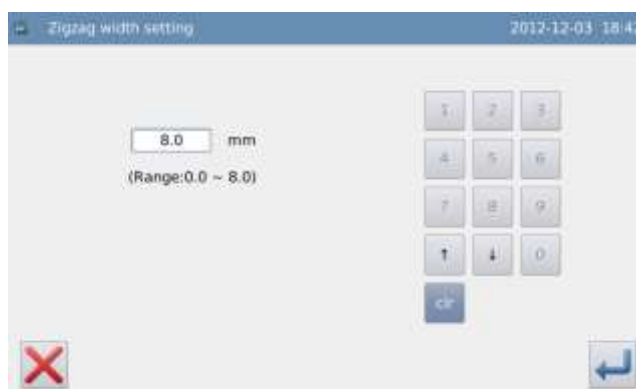 Zigzag width setting 2012-12-03 18:4
1 2 3
8.0 mm
4 5 6
(Range:0.0 ~ 8.0)
7 8 9
↑ ↓ 0
clr